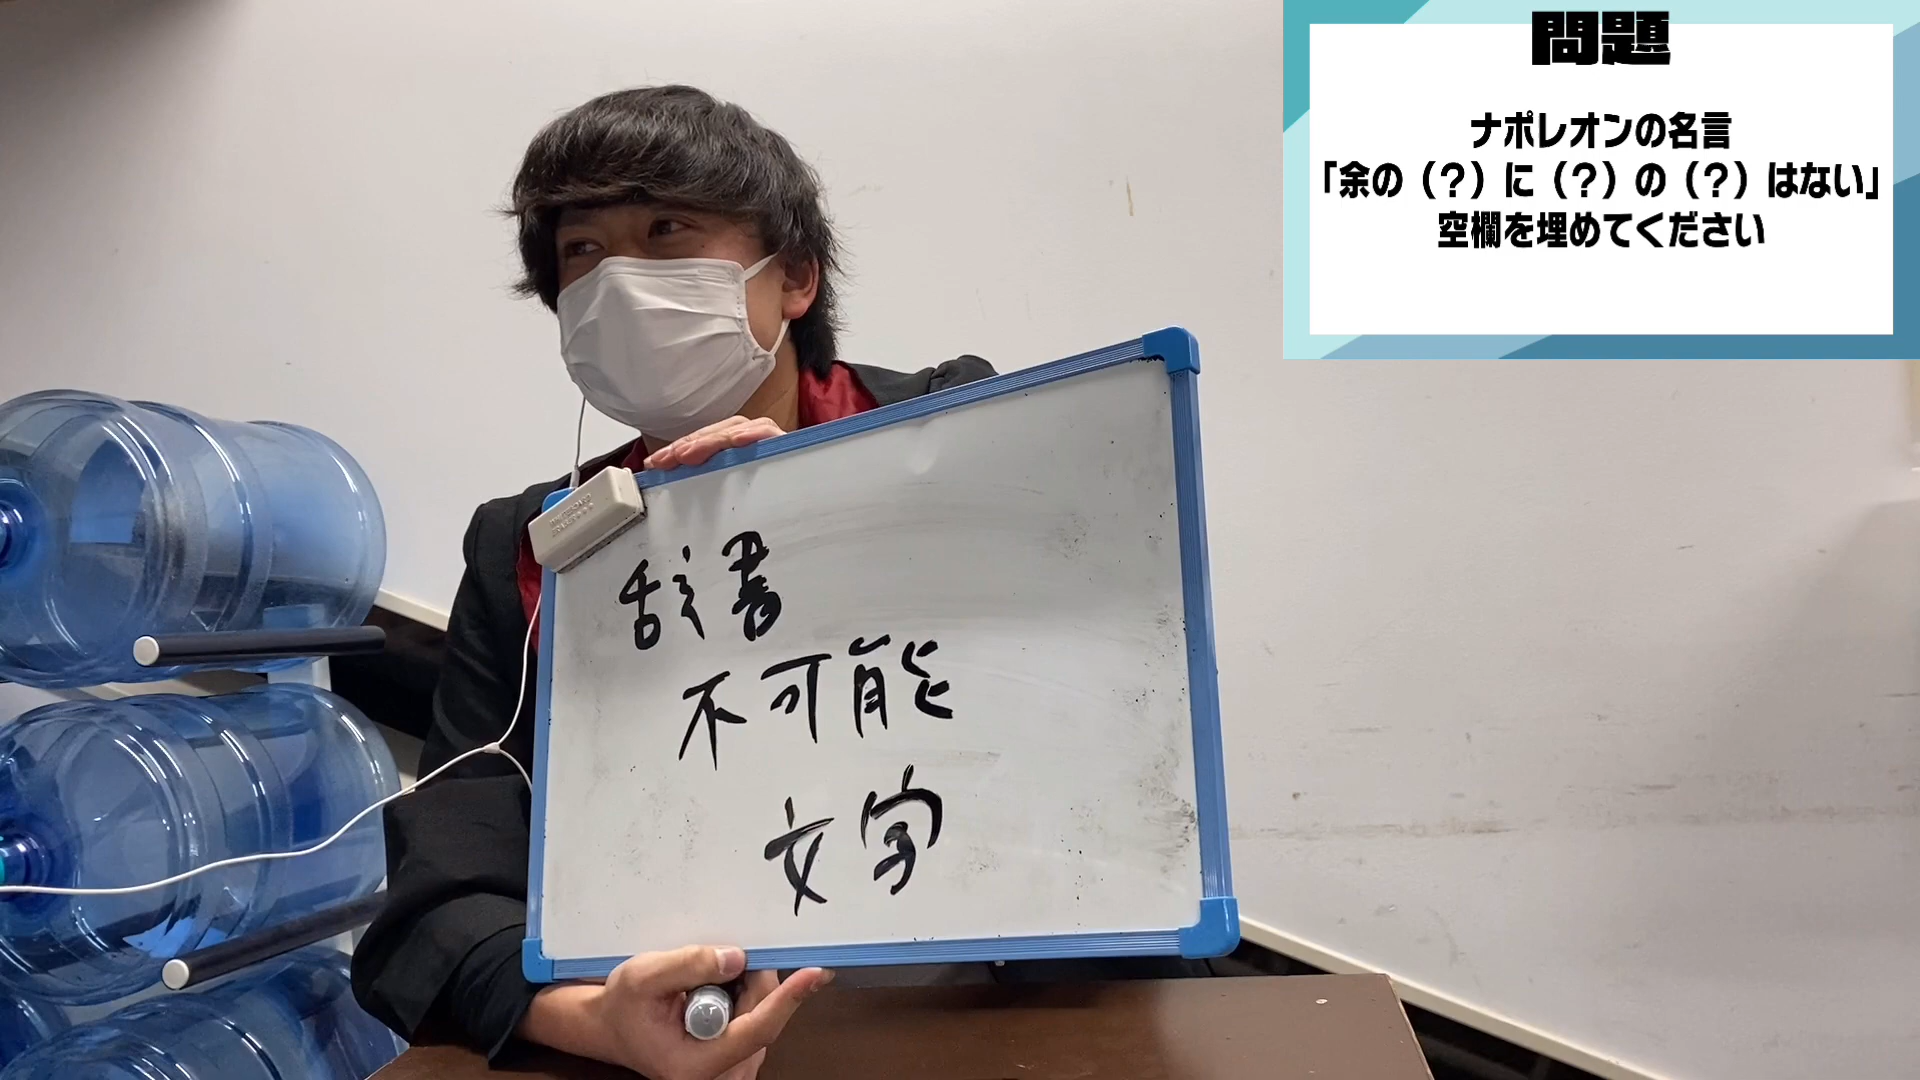 問題
ナポレオンの名言
「余の（？）に（？）の（？）はない」
空欄を埋めてください
辞書
不可能
文字